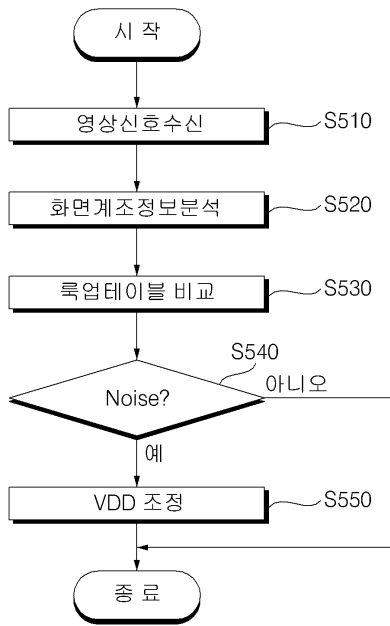 시 작
영상신호수신
S510
화면계조정보분석
S520
룩업테이블 비교
S530
S540
Noise?
아니오
예
VDD 조정
S550
종 료